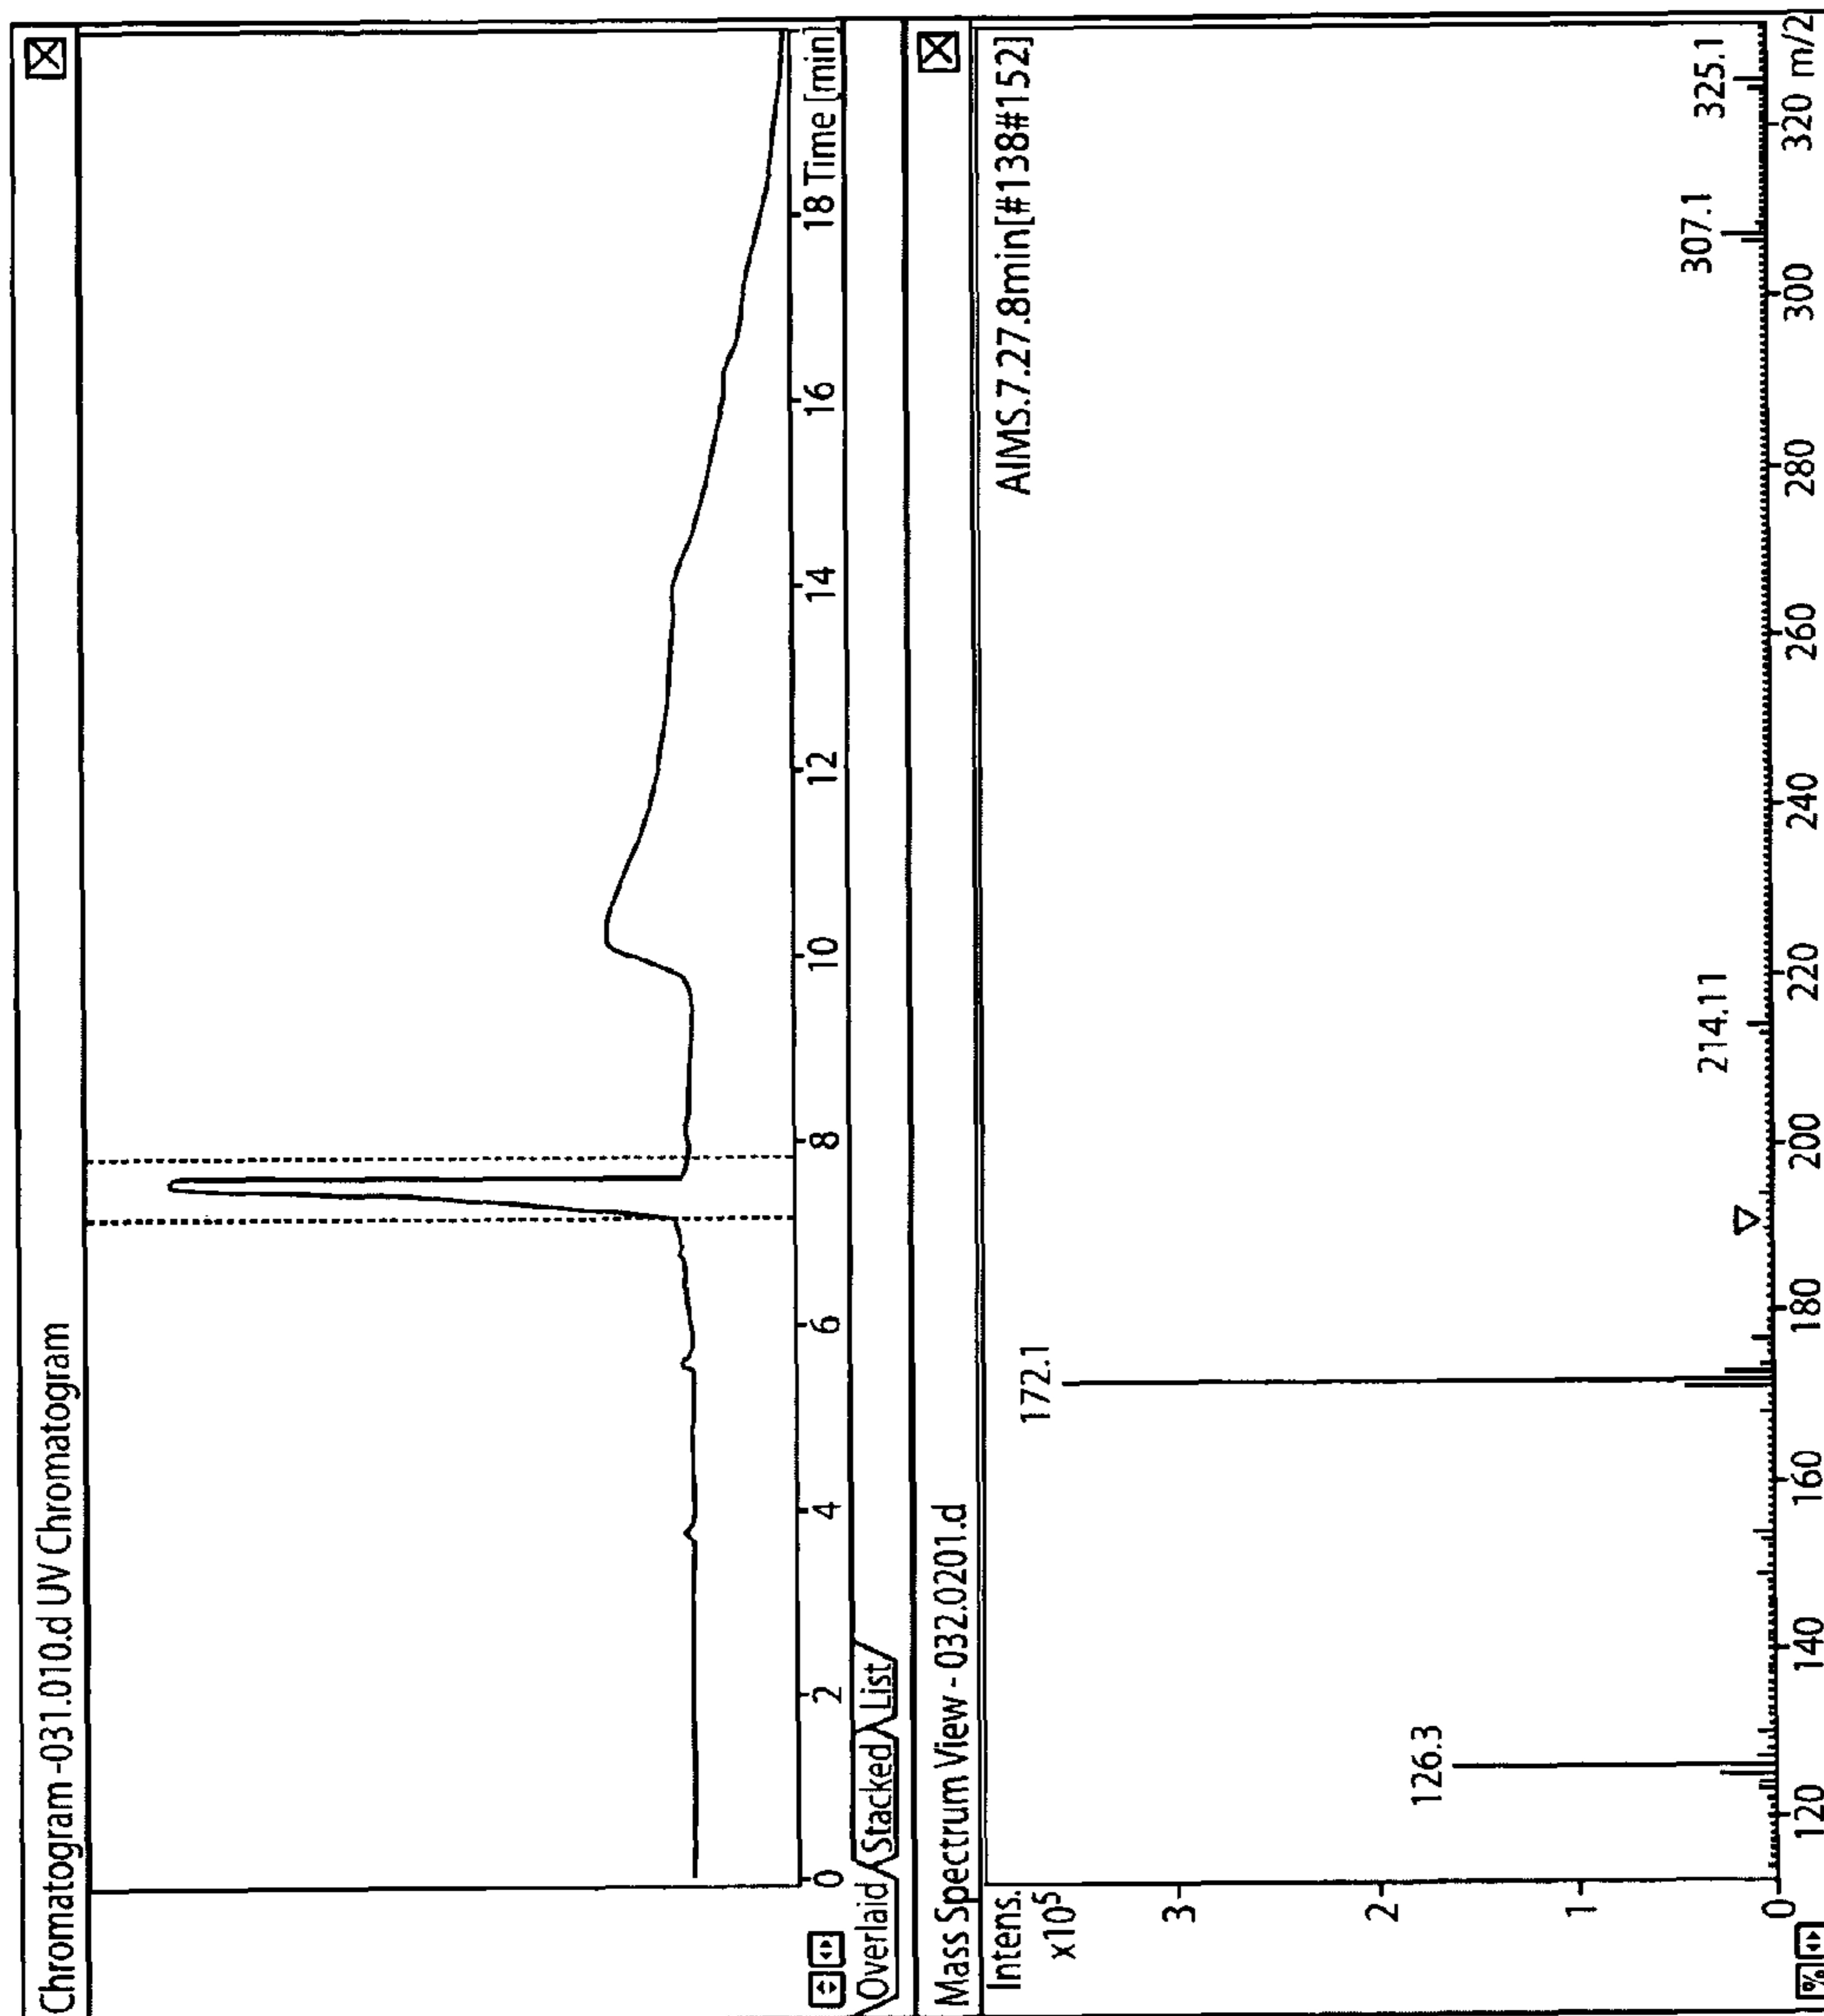 Chromatogram -031.010.d UV Chromatogram
0 2 4 6 8 10 12 14 16 18 Time [min]
Overlaid Stacked List
Mass Spectrum View - 032.0201.d
Intens.
x10⁵
AIMS.7.27.8min[#138#152]
3
2
1
0
126.3
172.1
214.11
307.1
325.1
120 140 160 180 200 220 240 260 280 300 320 m/2
%